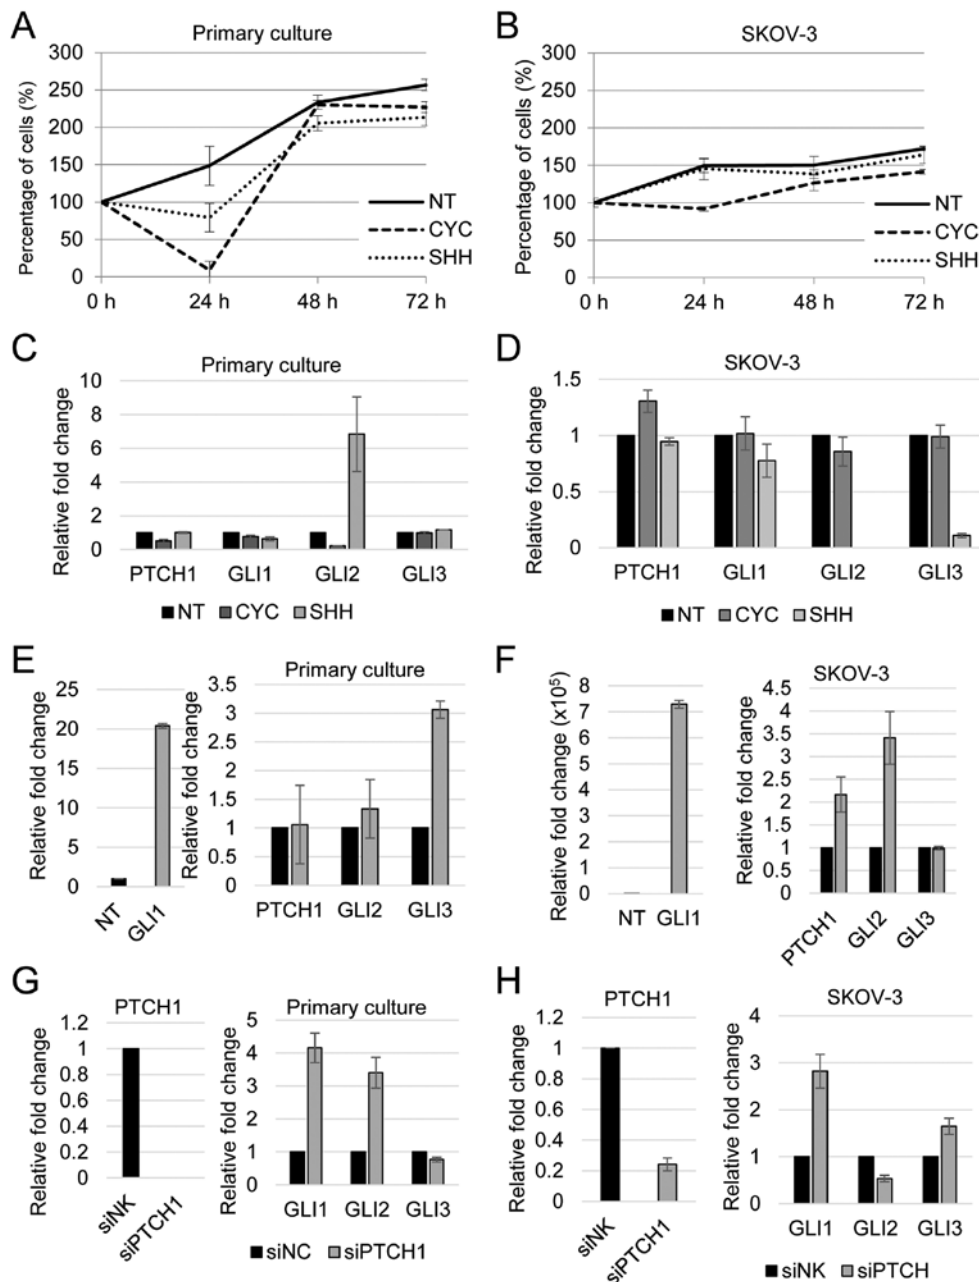 A
Primary culture
Percentage of cells (%)
300
250
200
150
100
50
0
0 h
24 h
48 h
72 h
NT
CYC
SHH
B
SKOV-3
Percentage of cells (%)
300
250
200
150
100
50
0
0 h
24 h
48 h
72 h
NT
CYC
SHH
C
Primary culture
Relative fold change
10
8
6
4
2
0
PTCH1 GLI1 GLI2 GLI3
NT CYC SHH
D
SKOV-3
Relative fold change
1.5
1
0.5
0
PTCH1 GLI1 GLI2 GLI3
NT CYC SHH
E
Relative fold change
25
20
15
10
5
0
NT
GLI1
Primary culture
Relative fold change
3.5
3
2.5
2
1.5
1
0.5
0
PTCH1 GLI2 GLI3
F
Relative fold change (x10⁵)
8
7
6
5
4
3
2
1
0
NT GLI1
SKOV-3
Relative fold change
4.5
4
3.5
3
2.5
2
1.5
1
0.5
0
PTCH1
GLI2
GLI3
G
PTCH1
Relative fold change
1.2
1
0.8
0.6
0.4
0.2
0
siNK
siPTCH1
Primary culture
Relative fold change
5
4
3
2
1
0
GLI1 GLI2 GLI3
siNC siPTCH1
H
PTCH1
Relative fold change
1.2
1
0.8
0.6
0.4
0.2
0
siNK
siPTCH1
SKOV-3
Relative fold change
4
3
2
1
0
GLI1 GLI2 GLI3
siNK siPTCH